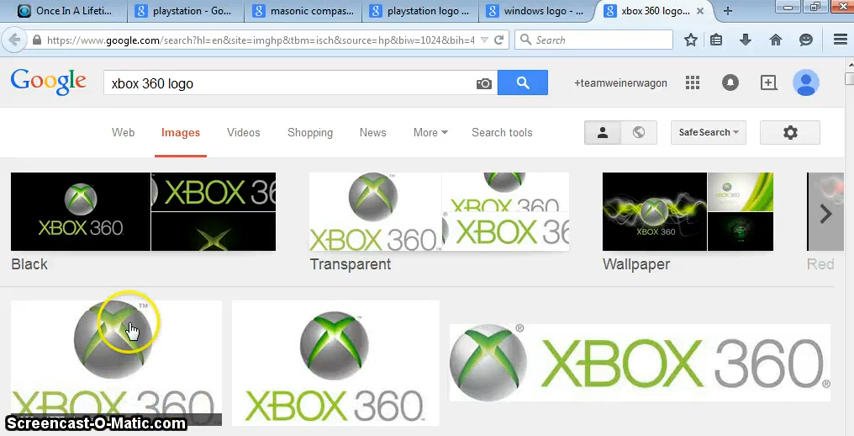 Once In A Lifeti...
playstation - Go...
masonic compas...
playstation logo ...
windows logo - ...
xbox 360 logo...
https://www.google.com/search?hl=en&site=imghp&tbm=isch&source=hp&biw=1024&bih=4
Search
Google
xbox 360 logo
+teamweinerwagon
Web
Images
Videos
Shopping
News
More
Search tools
SafeSearch
XBOX 360
XBOX 36
XBOX 360
XBOX 360
XBOX 36
XBOX 360
Black
Transparent
Wallpaper
Red
TM
XBOX 360
XBOX 360
XBOX 360
Screencast-O-Matic.com